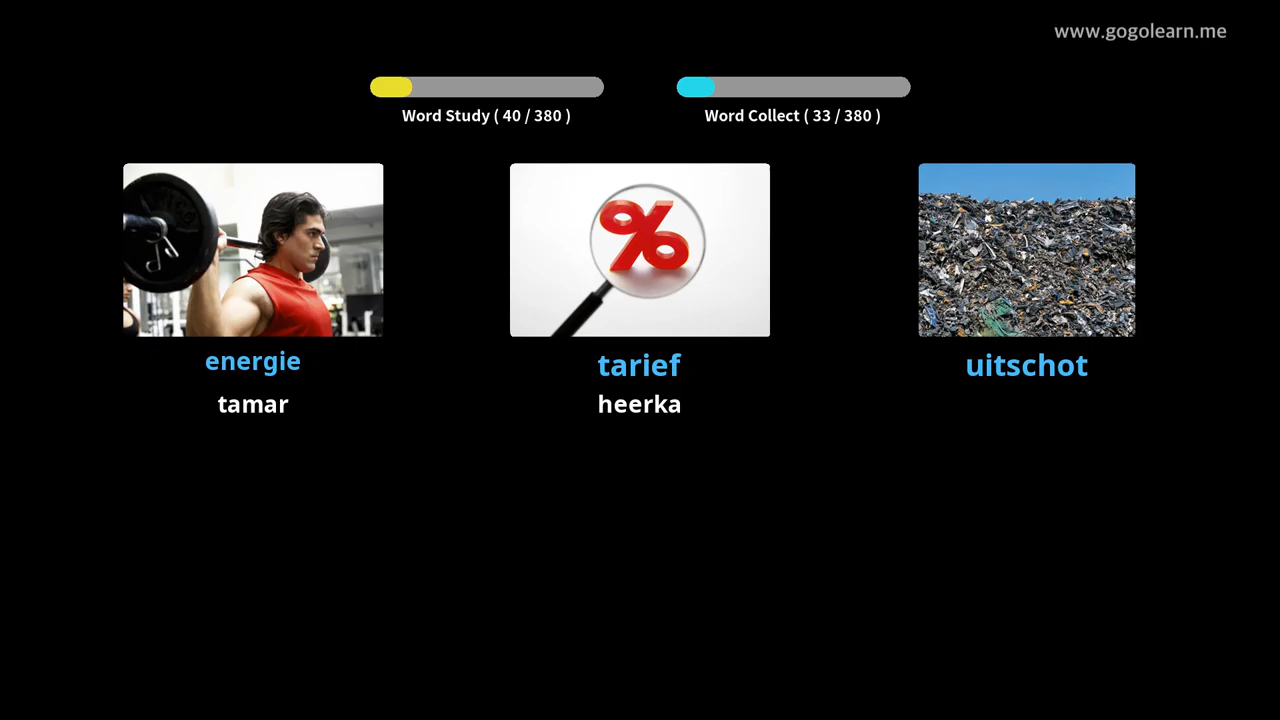 www.gogolearn.me
Word Study ( 40 / 380 )
Word Collect ( 33 / 380 )
energie
tarief
uitschot
tamar
heerka